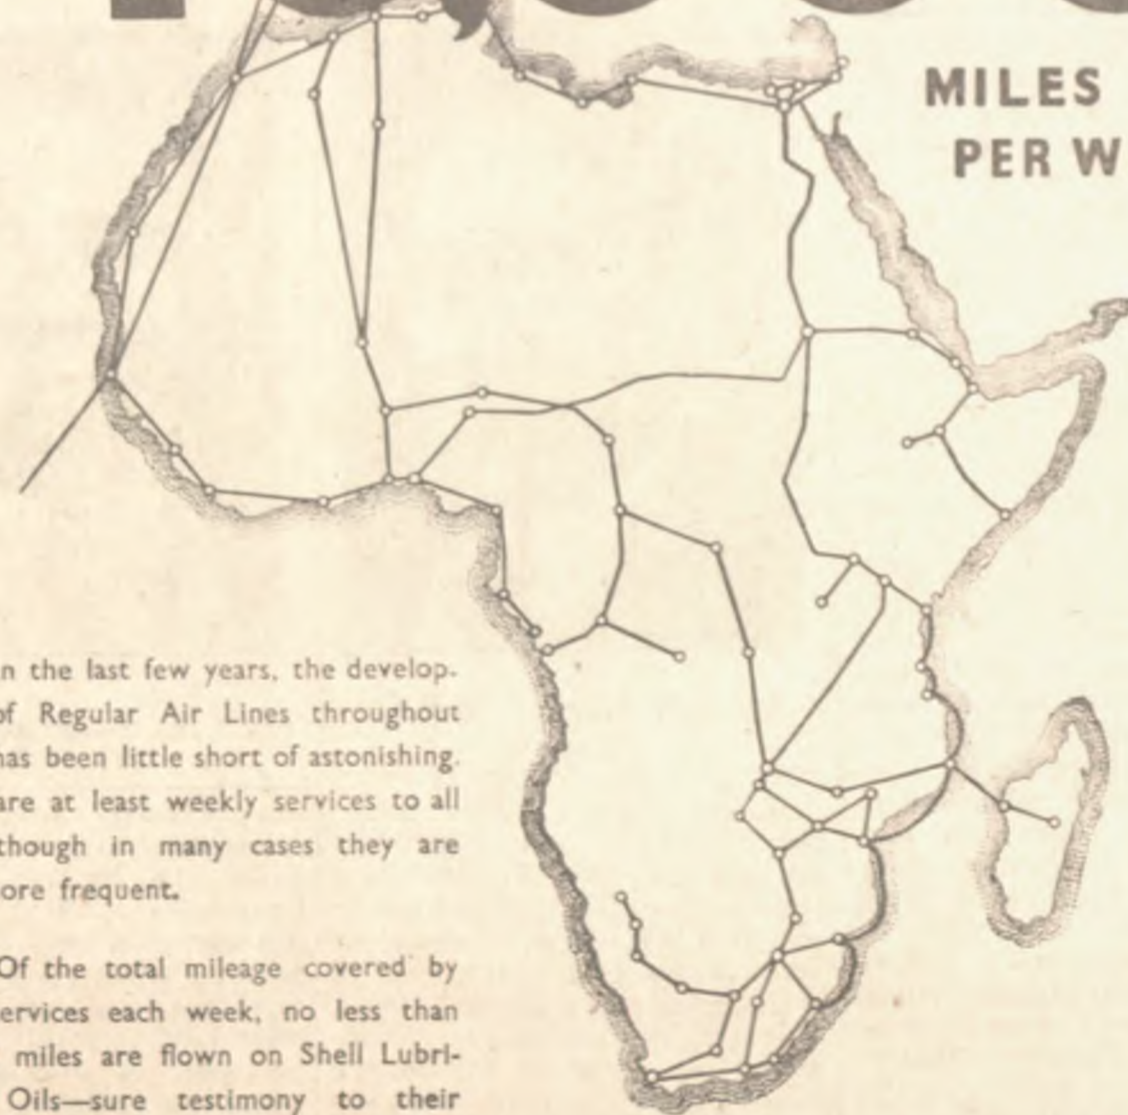 MILES
PER W
n the last few years, the develop-
of Regular Air Lines throughout
has been little short of astonishing.
are at least weekly services to all
though in many cases they are
ore frequent.
Of the total mileage covered by
ervices each week, no less than
miles are flown on Shell Lubri-
Oils—sure testimony to their